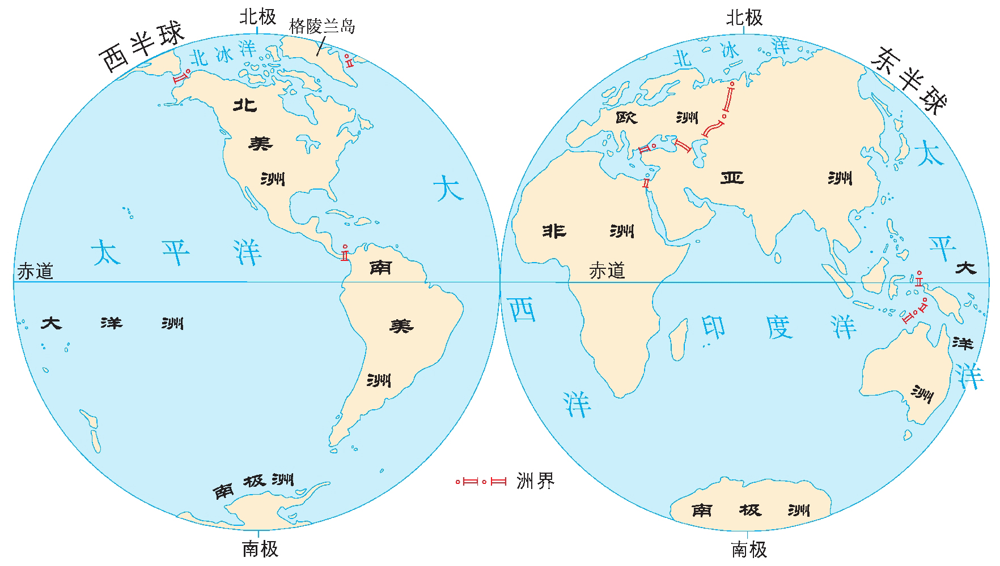 北极
格陵兰岛
西半球
北冰洋
北美洲
大
太平洋
赤道
南美洲
大洋洲
南极洲
南极
北极
东半球
北冰洋
欧洲
亚洲
太
非洲
平
赤道
大
西
印度洋
洋
洋
洋
洲
南极洲
南极
洲界